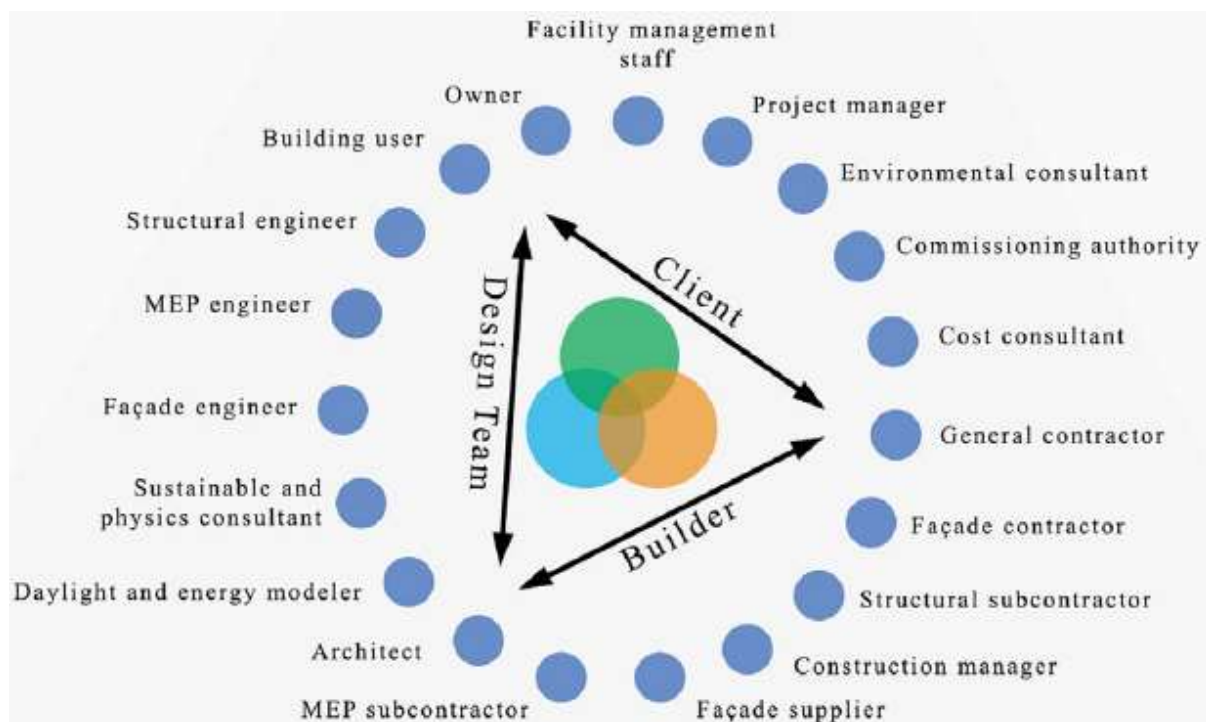 Facility management
staff
Owner
Project manager
Building user
Environmental consultant
Structural engineer
Commissioning authority
Client
Design Team
MEP engineer
Cost consultant
Façade engineer
General contractor
Sustainable and
physics consultant
Builder
Façade contractor
Daylight and energy modeler
Structural subcontractor
Architect
Construction manager
MEP subcontractor
Façade supplier